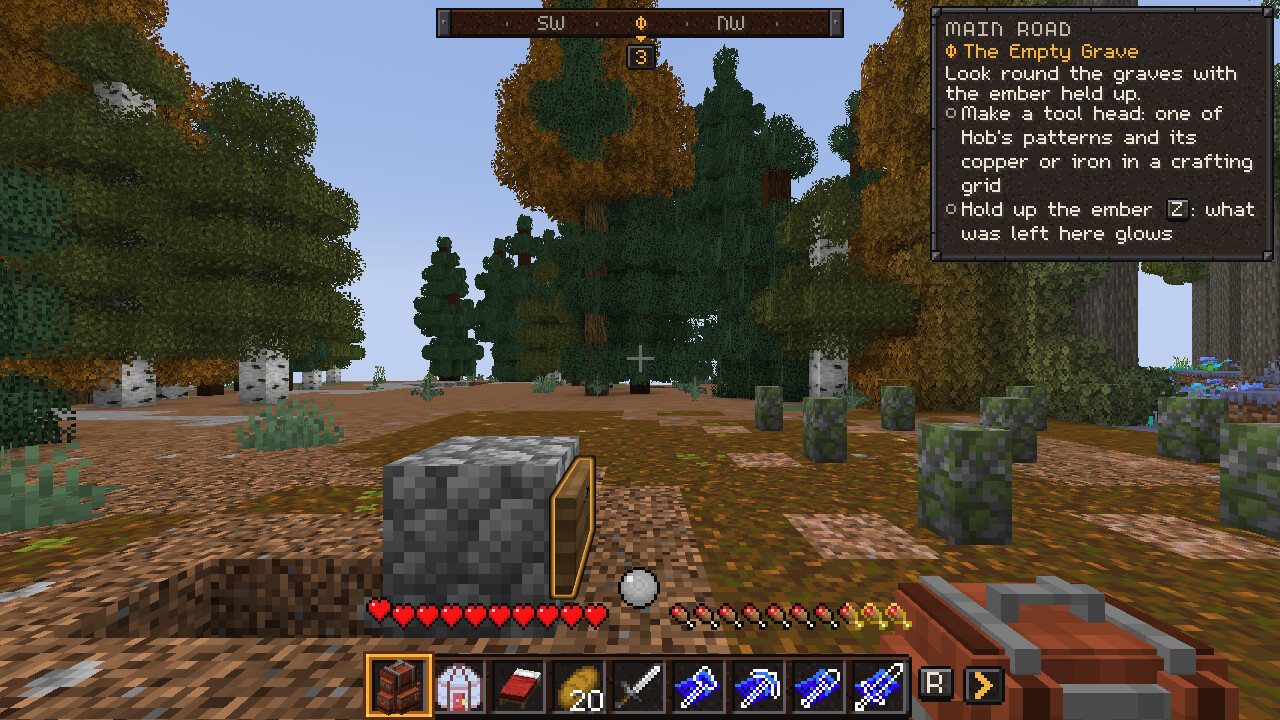 SW
NW
3
MAIN ROAD
The Empty Grave
Look round the graves with
the ember held up.
Make a tool head: one of
Hob's patterns and its
copper or iron in a crafting
grid
Hold up the ember Z: what
was left here glows
20
R